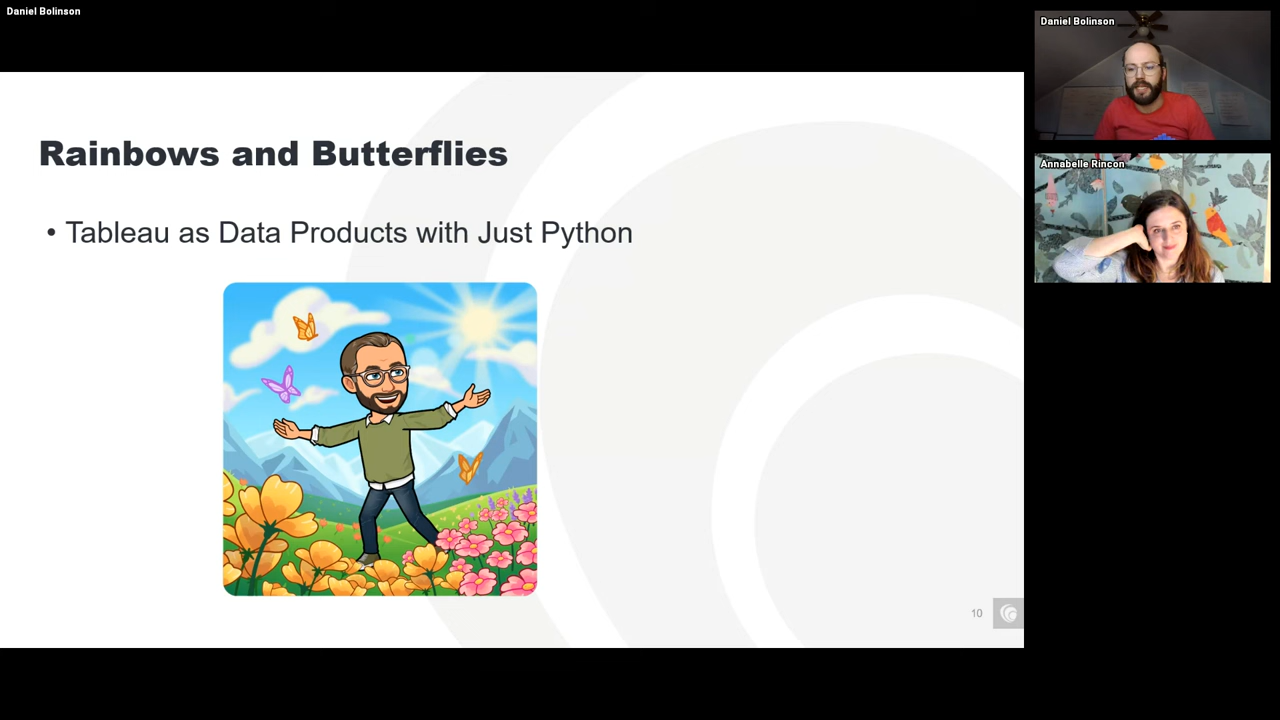 Daniel Bolinson
Rainbows and Butterflies
• Tableau as Data Products with Just Python
10
Daniel Bolinson
Annabelle Rincon